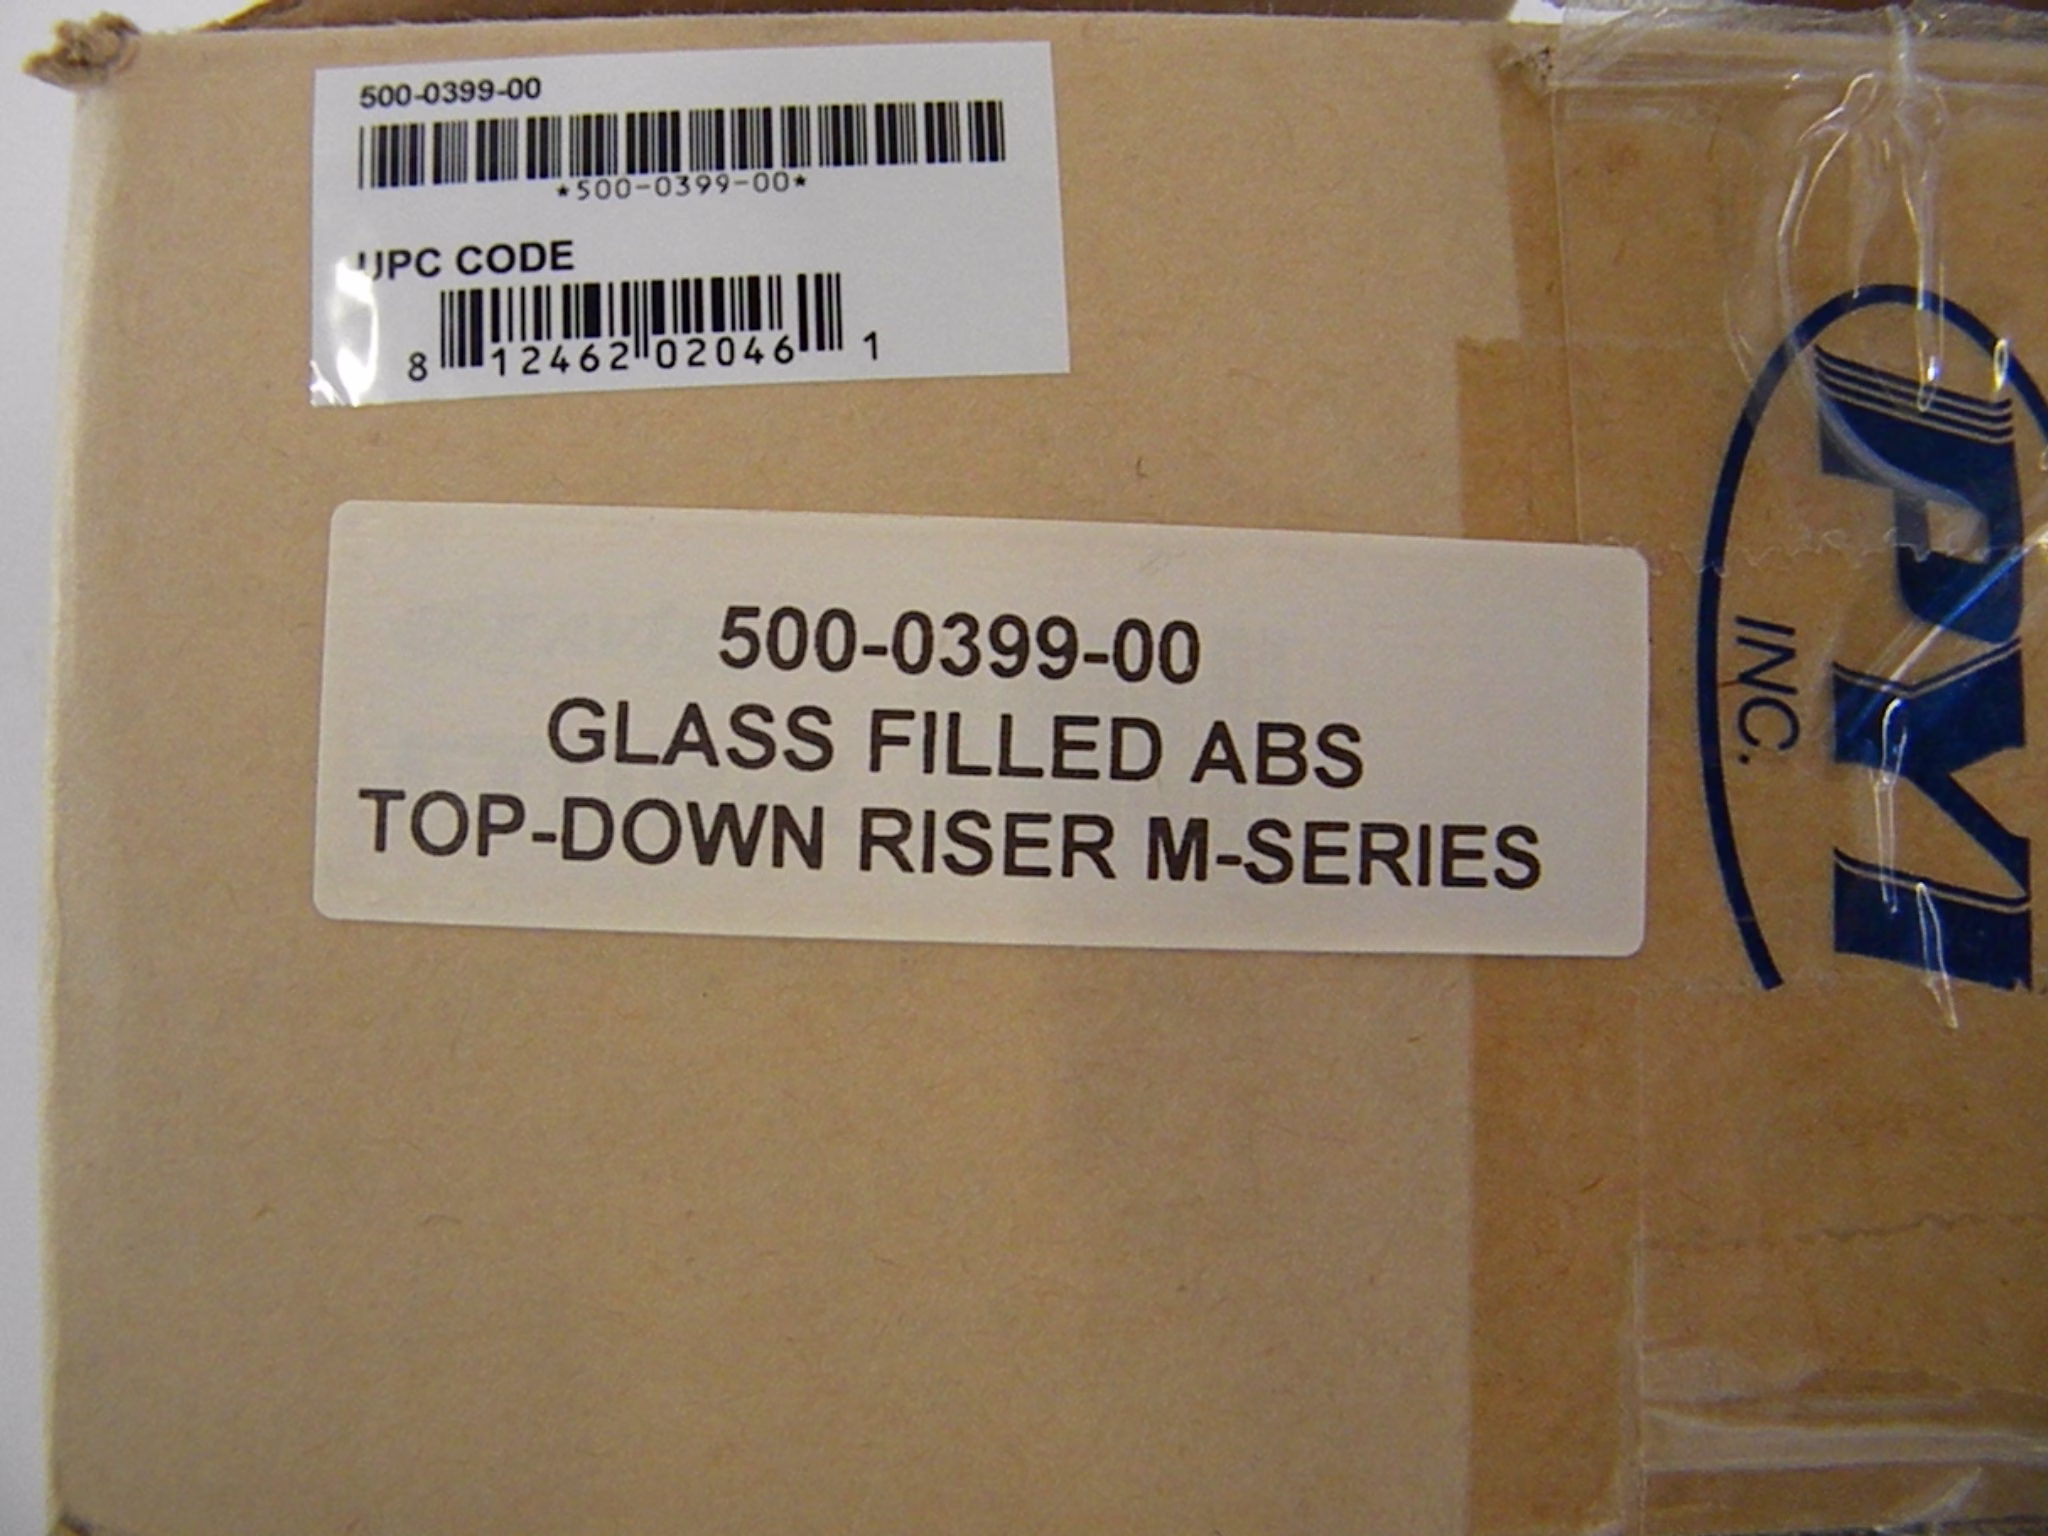 500-0399-00
*500-0399-00*
UPC CODE
8 12462 02046 1
500-0399-00
GLASS FILLED ABS
TOP-DOWN RISER M-SERIES
PYI
INC.